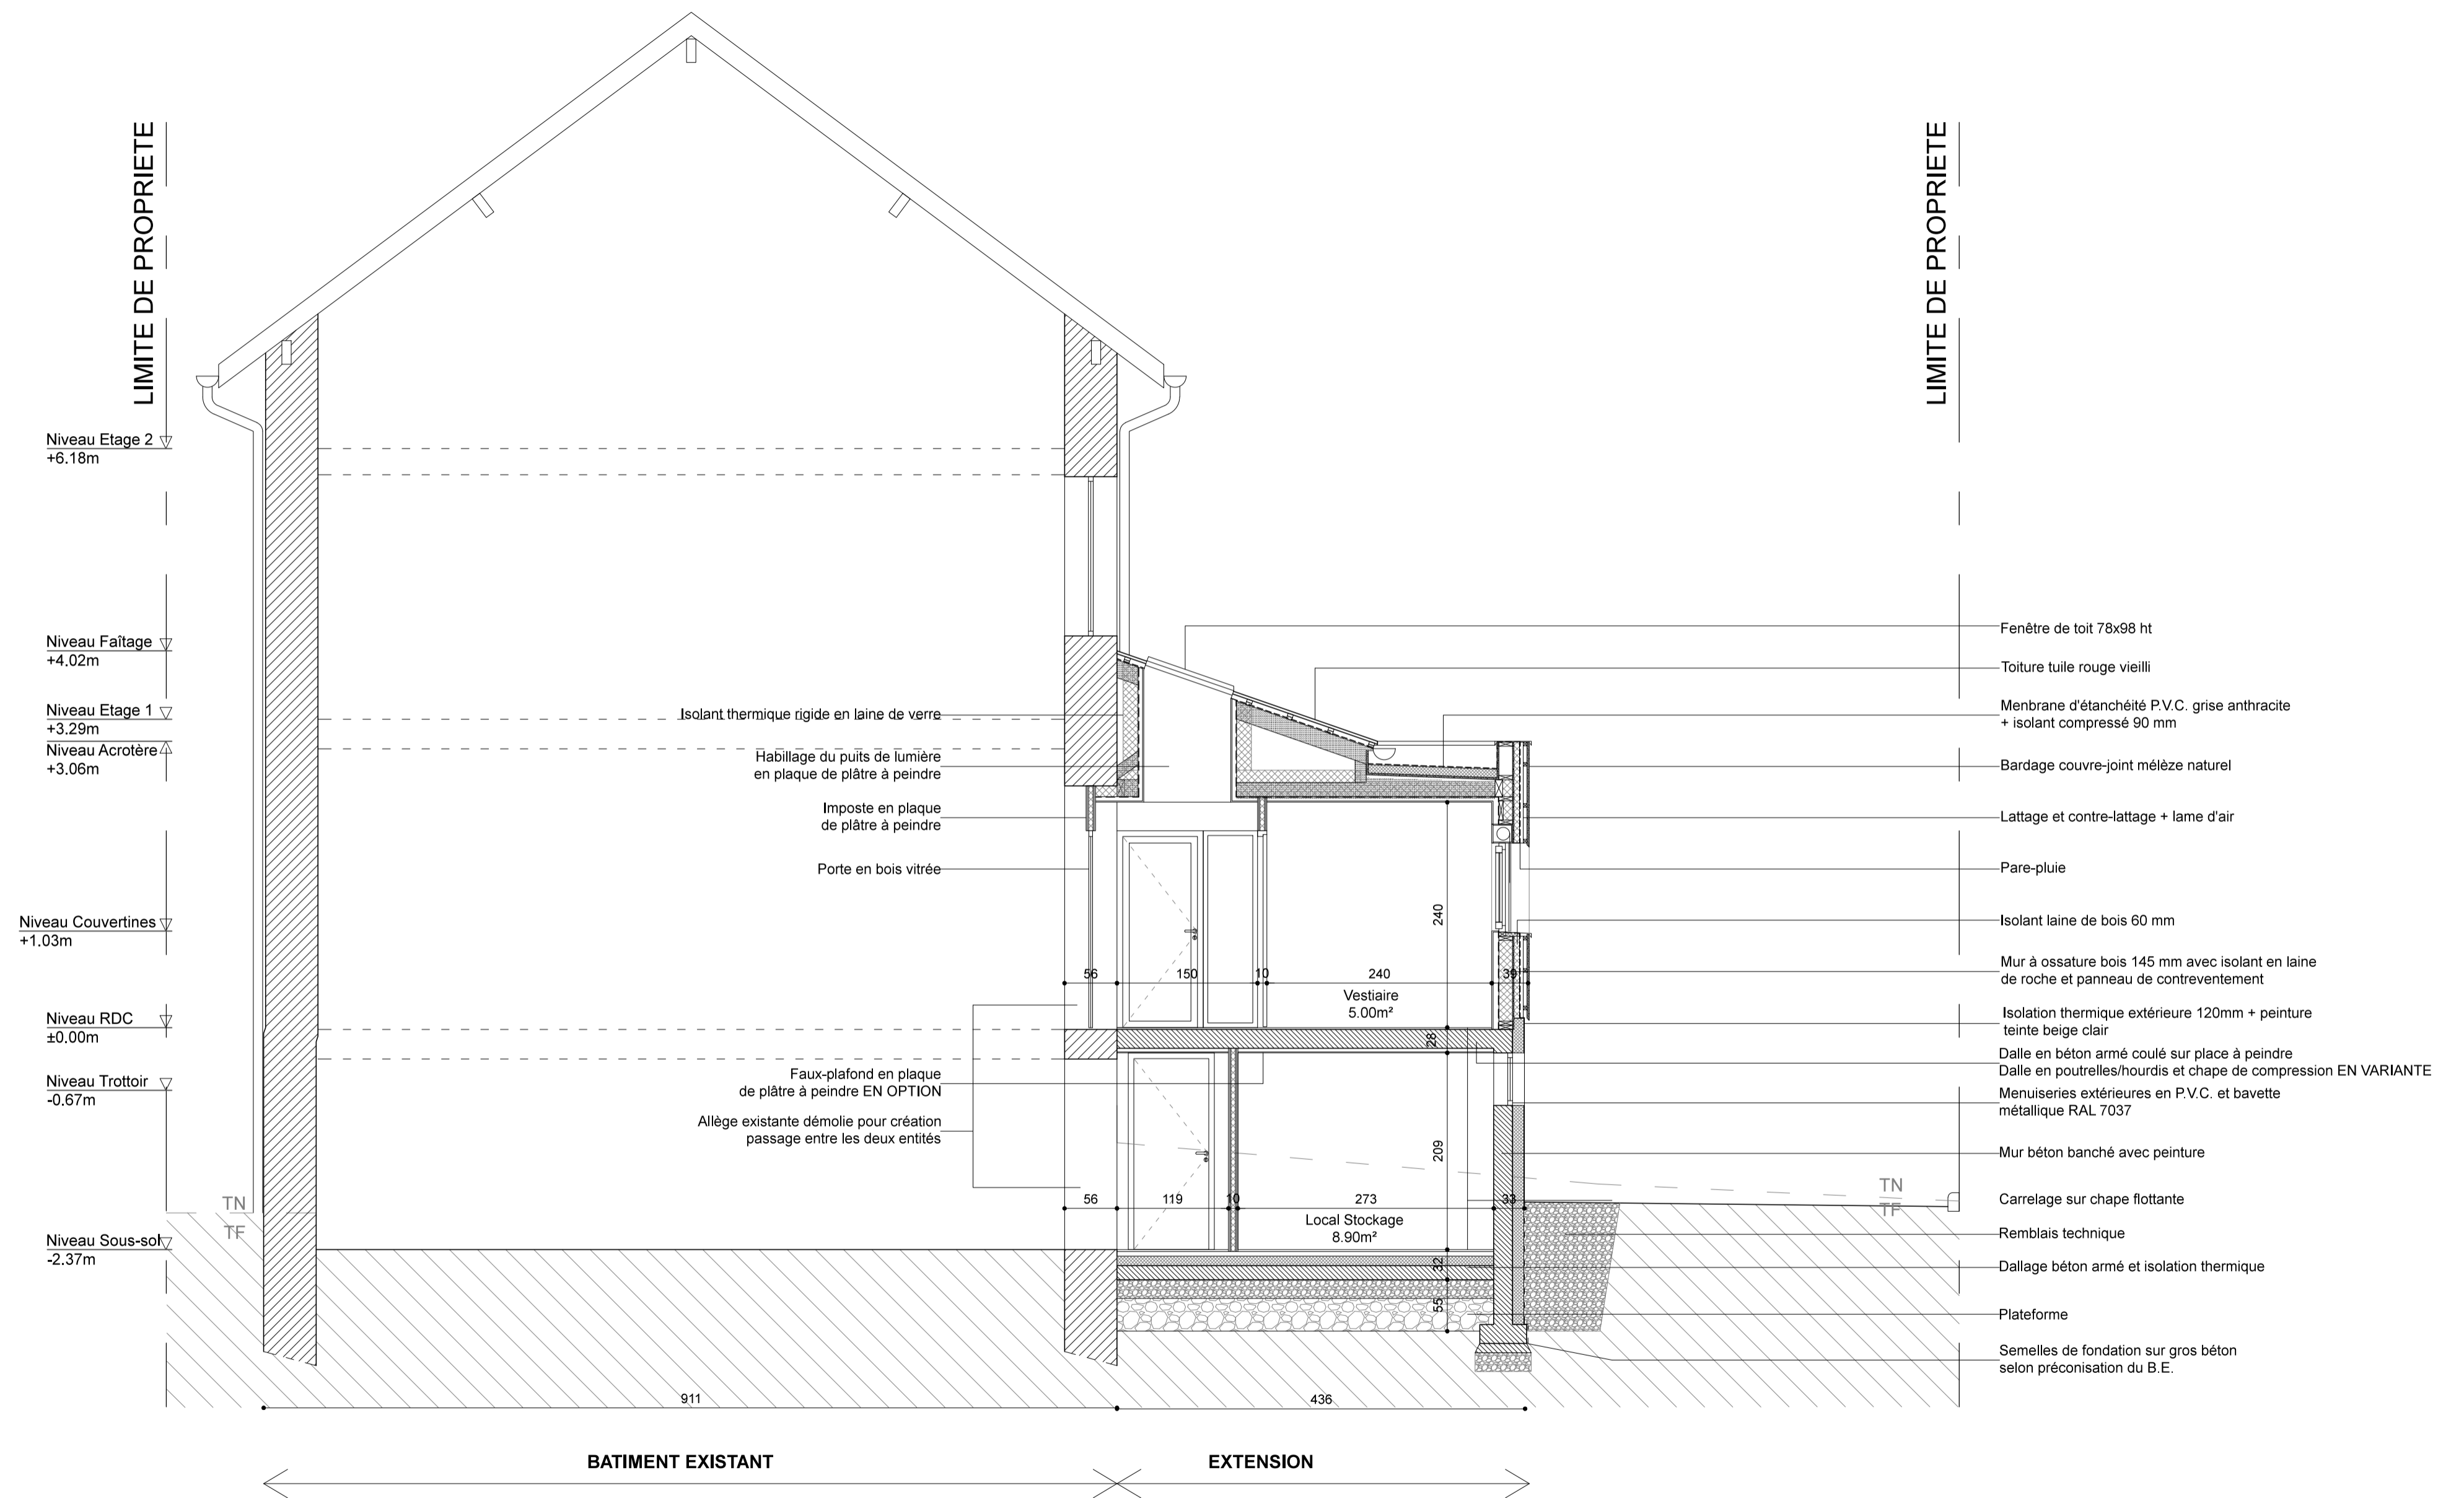 LIMITE DE PROPRIETE
LIMITE DE PROPRIETE
Niveau Etage 2
+6.18m
Niveau Faîtage
+4.02m
Niveau Etage 1
+3.29m
Niveau Acrotère
+3.06m
Niveau Couvertines
+1.03m
Niveau RDC
±0.00m
Niveau Trottoir
-0.67m
Niveau Sous-sol
-2.37m
TN
TF
Isolant thermique rigide en laine de verre
Habillage du puits de lumière
en plaque de plâtre à peindre
Imposte en plaque
de plâtre à peindre
Porte en bois vitrée
Faux-plafond en plaque
de plâtre à peindre EN OPTION
Allège existante démolie pour création
passage entre les deux entités
240
56
150
10
240
39
Vestiaire
5.00m²
28
209
56
119
10
273
33
Local Stockage
8.90m²
32
55
911
436
TN
TF
Fenêtre de toit 78x98 ht
Toiture tuile rouge vieilli
Menbrane d'étanchéité P.V.C. grise anthracite
+ isolant compressé 90 mm
Bardage couvre-joint mélèze naturel
Lattage et contre-lattage + lame d'air
Pare-pluie
Isolant laine de bois 60 mm
Mur à ossature bois 145 mm avec isolant en laine
de roche et panneau de contreventement
Isolation thermique extérieure 120mm + peinture
teinte beige clair
Dalle en béton armé coulé sur place à peindre
Dalle en poutrelles/hourdis et chape de compression EN VARIANTE
Menuiseries extérieures en P.V.C. et bavette
métallique RAL 7037
Mur béton banché avec peinture
Carrelage sur chape flottante
Remblais technique
Dallage béton armé et isolation thermique
Plateforme
Semelles de fondation sur gros béton
selon préconisation du B.E.
BATIMENT EXISTANT
EXTENSION